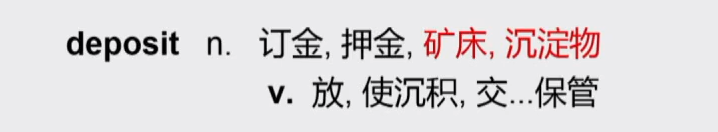 deposit n. 订金, 押金, 矿床, 沉淀物
v. 放, 使沉积, 交...保管